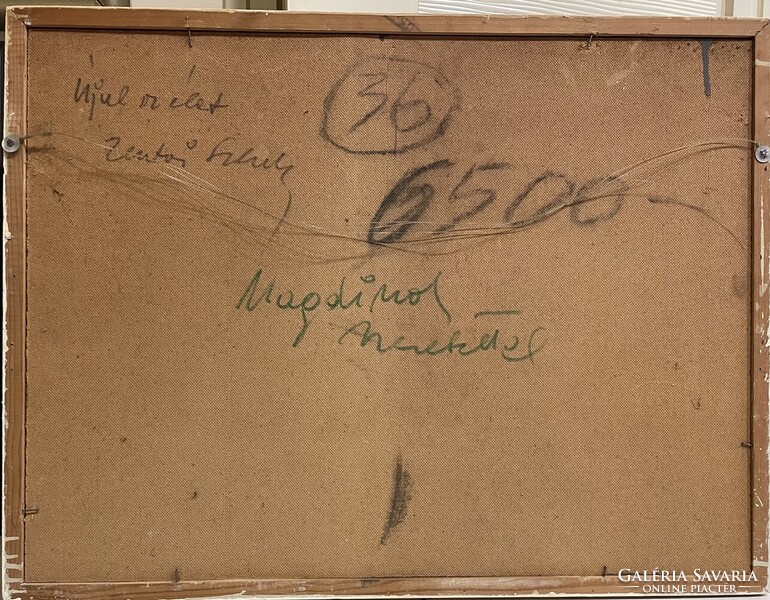 Újul az élet
36
6500
Magdinak
szeretettel
GALÉRIA SAVARIA
ONLINE PIACTÉR